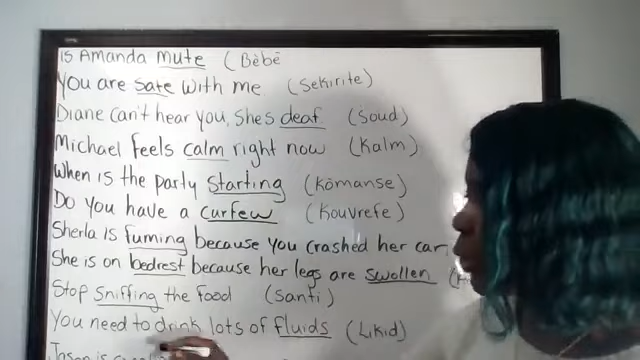 is Amanda mute (Bèbè
You are safe with me (Sekirite)
Diane can't hear you, she's deaf (Soud)
Michael feels calm right now (Kalm)
When is the party starting (Kòmanse)
Do you have a curfew (Kouvrefe)
Sherla is fuming because you crashed her car,
She is on bedrest because her legs are swollen
Stop sniffing the food (Santi)
You need to drink lots of fluids (Likid)
Jason is